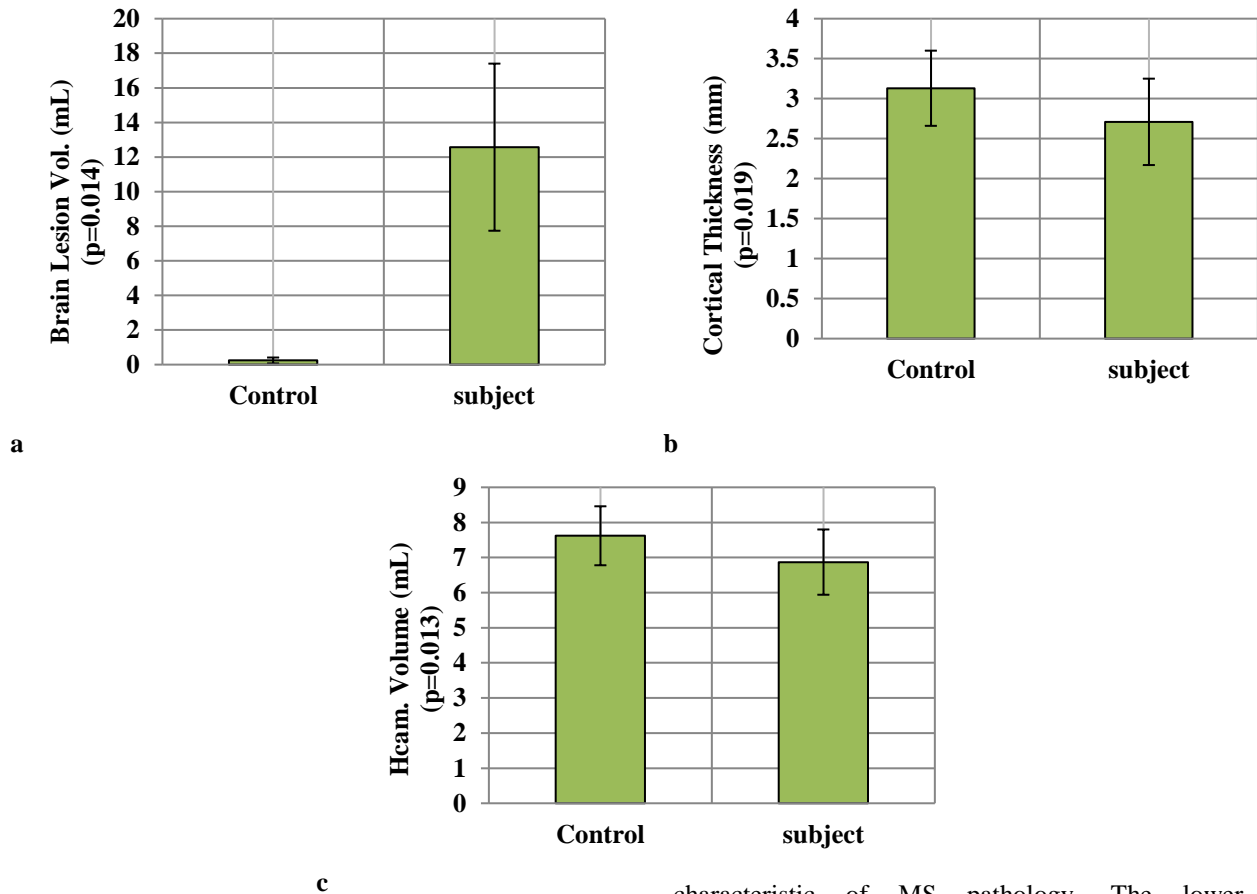 Brain Lesion Vol. (mL)
(p=0.014)
20
18
16
14
12
10
8
6
4
2
0
Control subject
a
Cortical Thickness (mm)
(p=0.019)
4
3.5
3
2.5
2
1.5
1
0.5
0
Control subject
b
Hcam. Volume (mL)
(p=0.013)
9
8
7
6
5
4
3
2
1
0
Control subject
c
characteristic of MS pathology. The lower